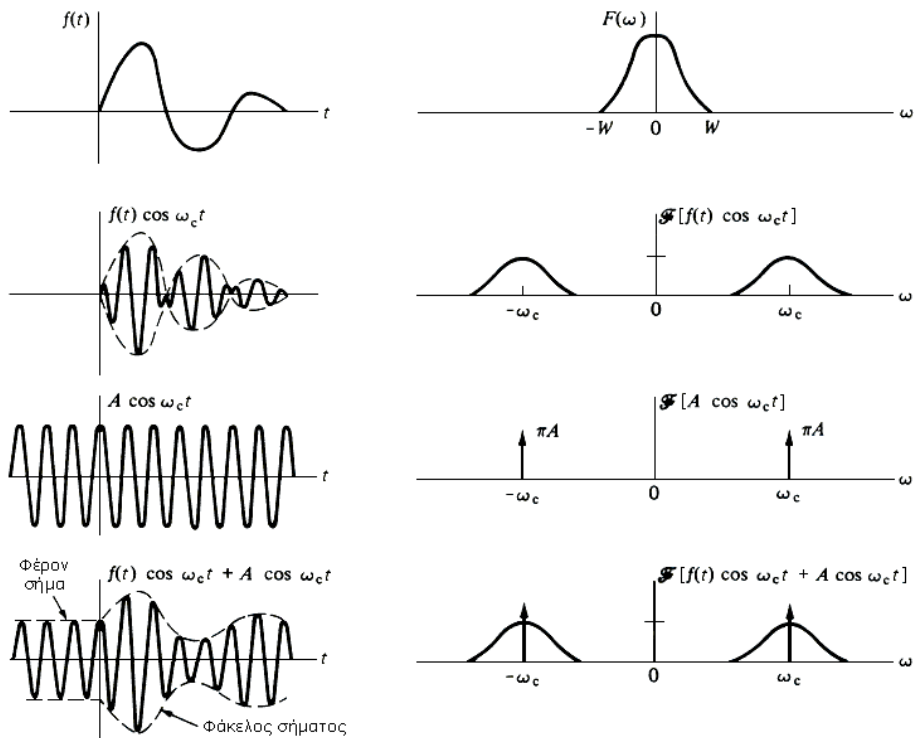 f(t)
t
F(ω)
-W 0 W
ω
f(t) cos ω_c t
t
𝓕[f(t) cos ω_c t]
-ω_c 0 ω_c
ω
A cos ω_c t
t
𝓕[A cos ω_c t]
πA πA
-ω_c 0 ω_c
ω
Φέρον
σήμα
f(t) cos ω_c t + A cos ω_c t
t
Φάκελος σήματος
𝓕[f(t) cos ω_c t + A cos ω_c t]
-ω_c 0 ω_c
ω